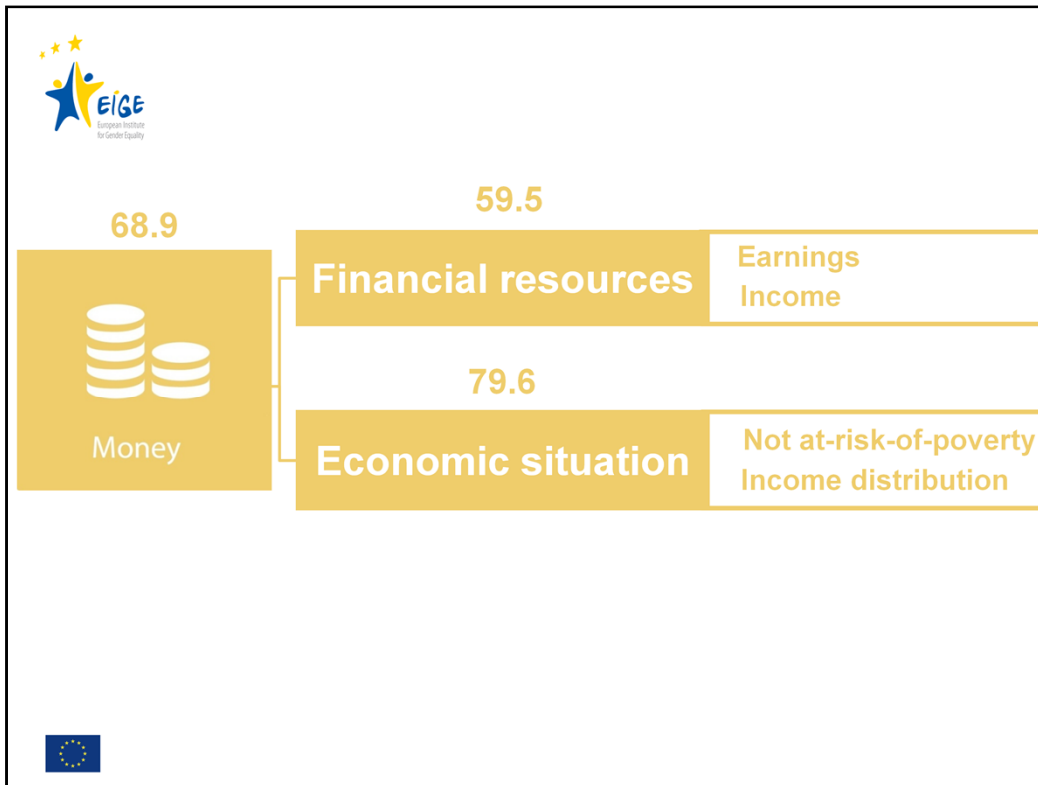 EIGE
European Institute
for Gender Equality
68.9
Money
59.5
Financial resources
Earnings
Income
79.6
Economic situation
Not at-risk-of-poverty
Income distribution